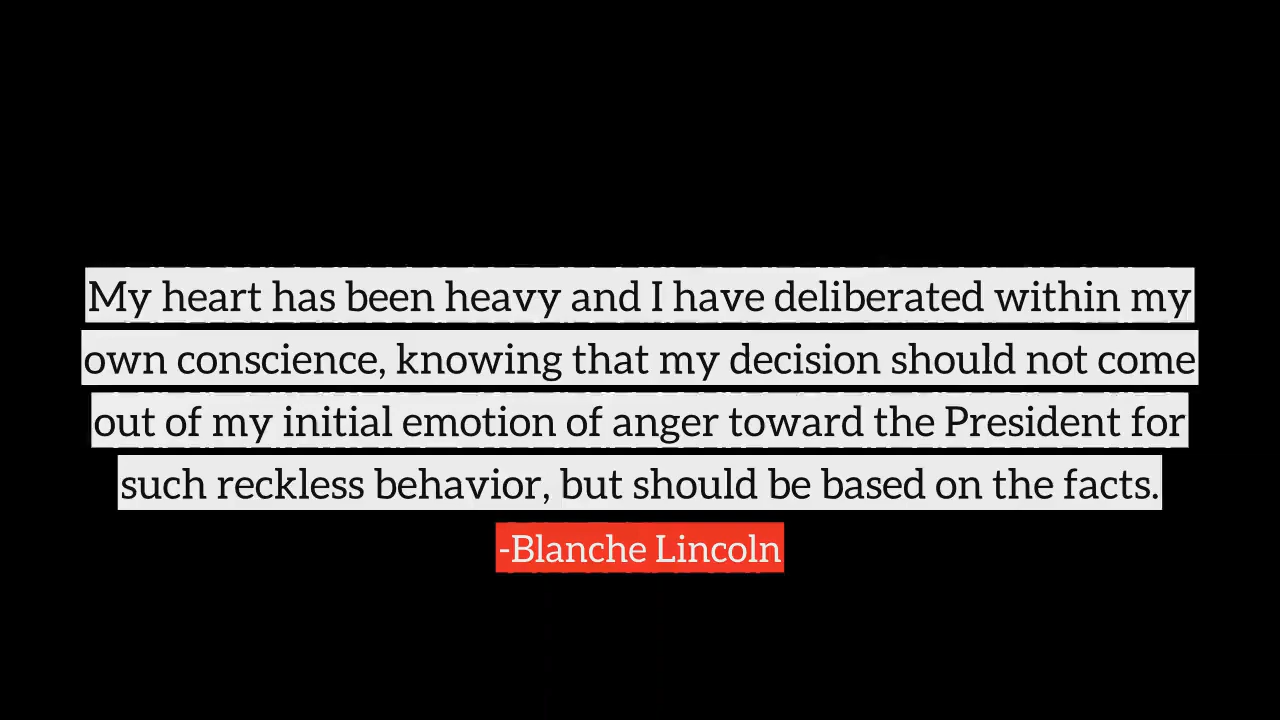 My heart has been heavy and I have deliberated within my
own conscience, knowing that my decision should not come
out of my initial emotion of anger toward the President for
such reckless behavior, but should be based on the facts.
-Blanche Lincoln